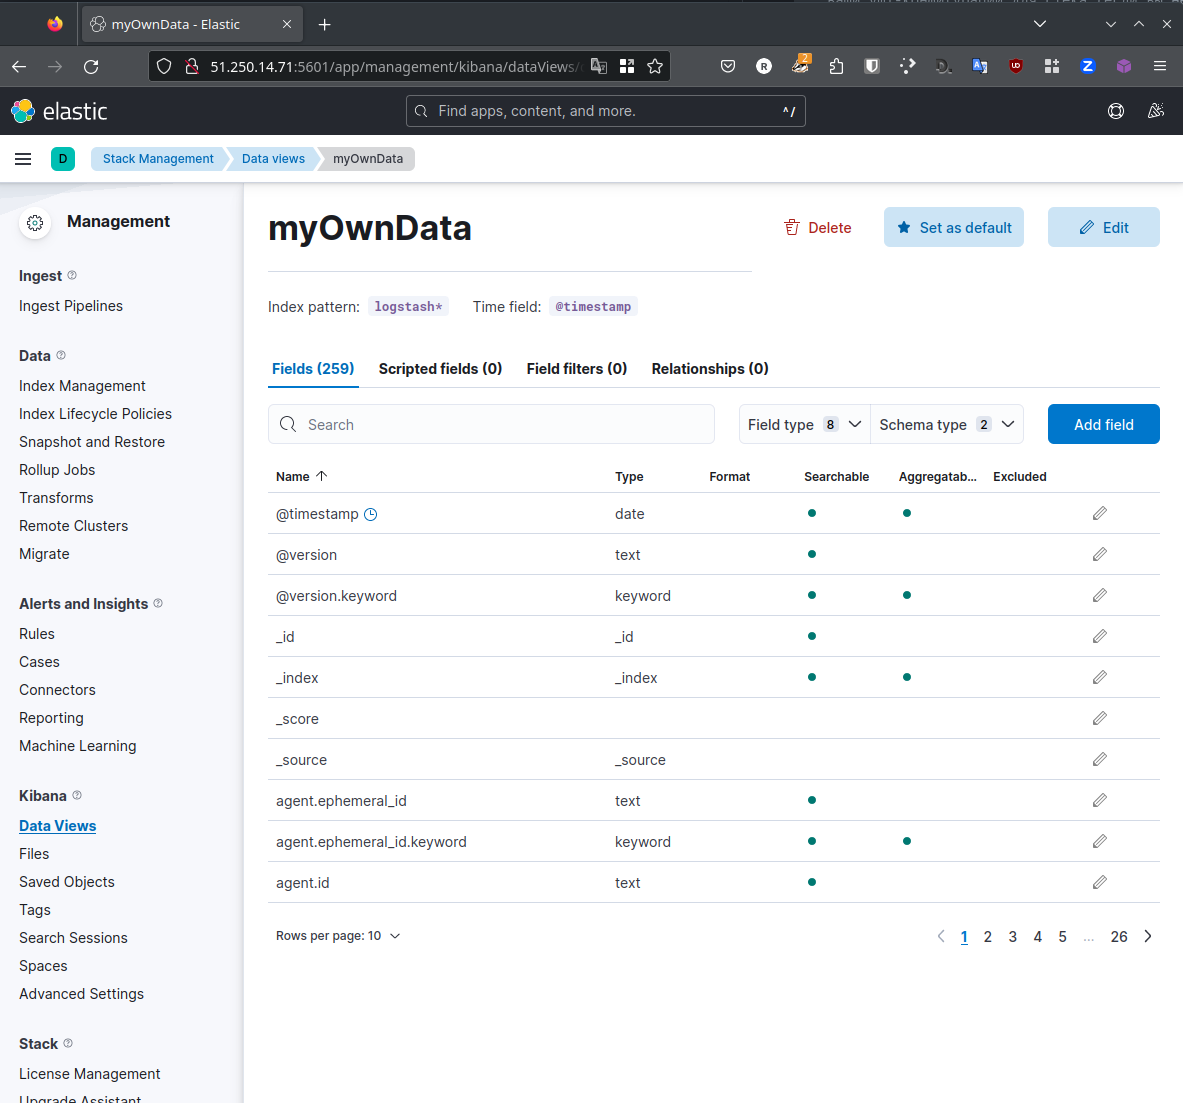 myOwnData - Elastic
51.250.14.71:5601/app/management/kibana/dataViews/
2
elastic
Find apps, content, and more.
^/
D
Stack Management
Data views
myOwnData
Management
Ingest
Ingest Pipelines
Data
Index Management
Index Lifecycle Policies
Snapshot and Restore
Rollup Jobs
Transforms
Remote Clusters
Migrate
Alerts and Insights
Rules
Cases
Connectors
Reporting
Machine Learning
Kibana
Data Views
Files
Saved Objects
Tags
Search Sessions
Spaces
Advanced Settings
Stack
License Management
Upgrade Assistant
myOwnData
Delete
Set as default
Edit
Index pattern: logstash* Time field: @timestamp
Fields (259) Scripted fields (0) Field filters (0) Relationships (0)
Search
Field type 8
Schema type 2
Add field
Name Type Format Searchable Aggregatab... Excluded
@timestamp date
@version text
@version.keyword keyword
_id _id
_index _index
_score
_source _source
agent.ephemeral_id text
agent.ephemeral_id.keyword keyword
agent.id text
Rows per page: 10
1 2 3 4 5 ... 26